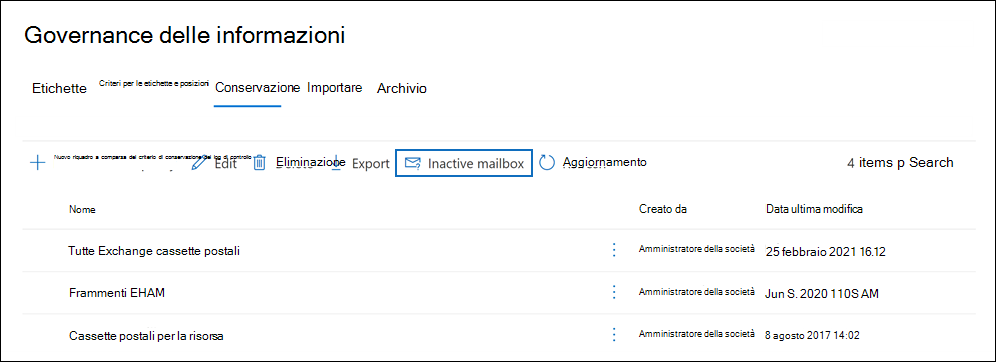 Governance delle informazioni
Etichette Criteri per le etichette e posizioni Conservazione Importare Archivio
Nuovo riquadro a comparsa del criterio di conservazione del log di controllo Edit Eliminazione Export Inactive mailbox Aggiornamento 4 items p Search
Nome Creato da Data ultima modifica
Tutte Exchange cassette postali Amministratore della società 25 febbraio 2021 16.12
Frammenti EHAM Amministratore della società Jun S. 2020 110S AM
Cassette postali per la risorsa Amministratore della società 8 agosto 2017 14:02